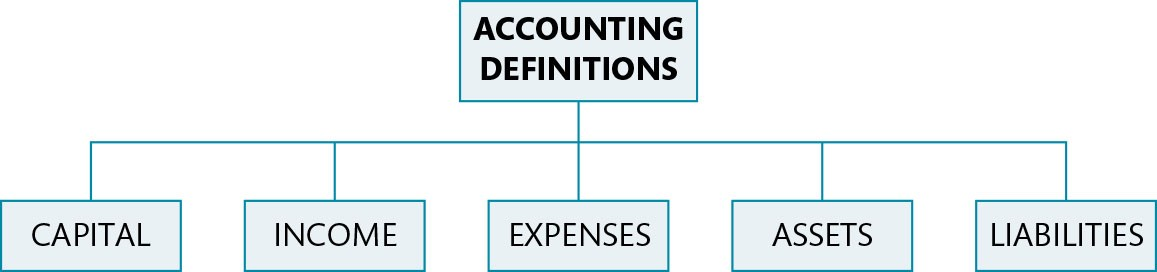 ACCOUNTING
DEFINITIONS
CAPITAL
INCOME
EXPENSES
ASSETS
LIABILITIES